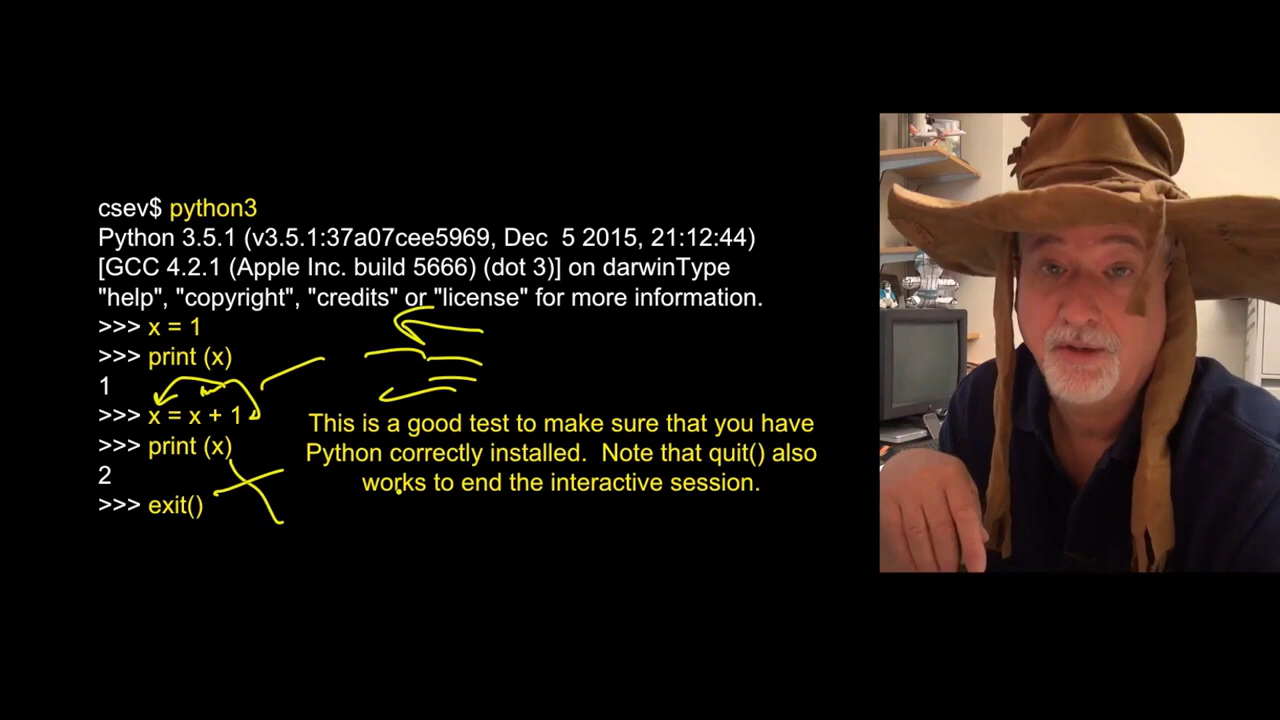 csev$ python3
Python 3.5.1 (v3.5.1:37a07cee5969, Dec  5 2015, 21:12:44)
[GCC 4.2.1 (Apple Inc. build 5666) (dot 3)] on darwinType
"help", "copyright", "credits" or "license" for more information.
>>> x = 1
>>> print (x)
1
>>> x = x + 1
>>> print (x)
2
>>> exit()
This is a good test to make sure that you have
Python correctly installed.  Note that quit() also
works to end the interactive session.